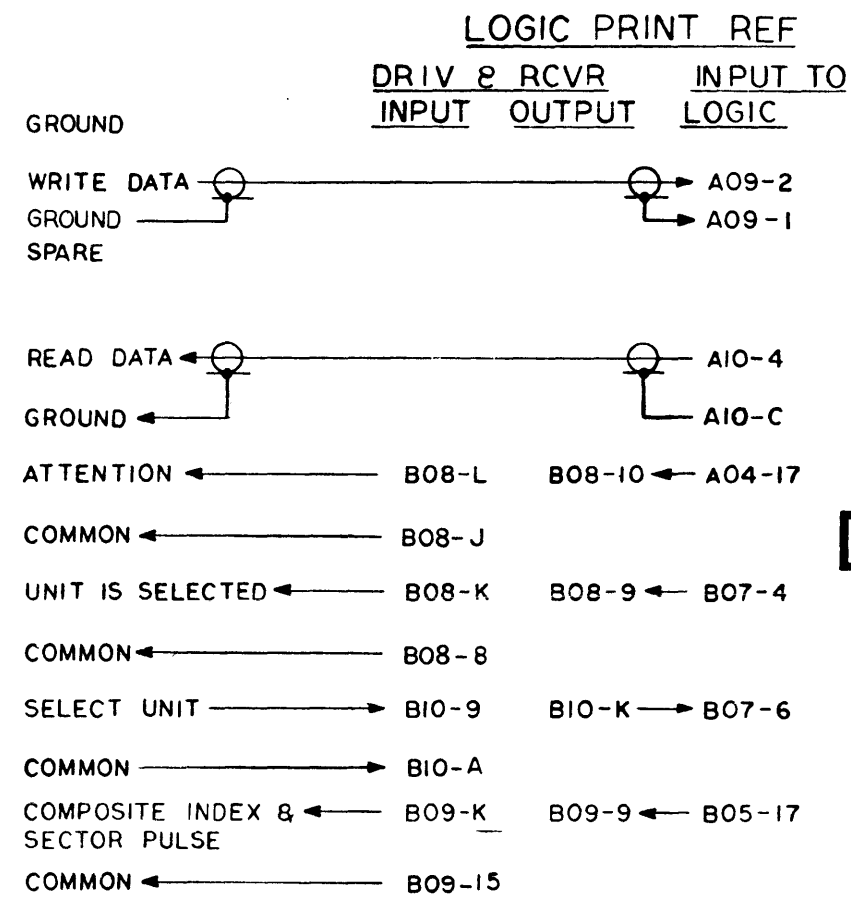 LOGIC PRINT REF
DRIV & RCVR INPUT TO
INPUT OUTPUT LOGIC
GROUND
WRITE DATA A09-2
GROUND A09-1
SPARE
READ DATA A10-4
GROUND A10-C
ATTENTION B08-L B08-10 A04-17
COMMON B08-J
UNIT IS SELECTED B08-K B08-9 B07-4
COMMON B08-8
SELECT UNIT B10-9 B10-K B07-6
COMMON B10-A
COMPOSITE INDEX & B09-K B09-9 B05-17
SECTOR PULSE
COMMON B09-15